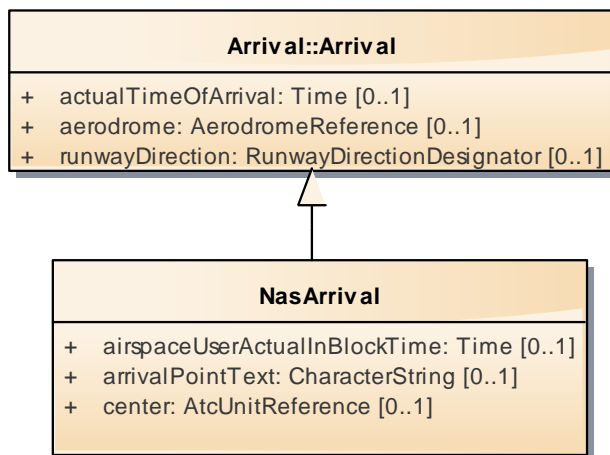 Arrival::Arrival
+ actualTimeOfArrival: Time [0..1]
+ aerodrome: AerodromeReference [0..1]
+ runwayDirection: RunwayDirectionDesignator [0..1]
NasArrival
+ airspaceUserActualInBlockTime: Time [0..1]
+ arrivalPointText: CharacterString [0..1]
+ center: AtcUnitReference [0..1]